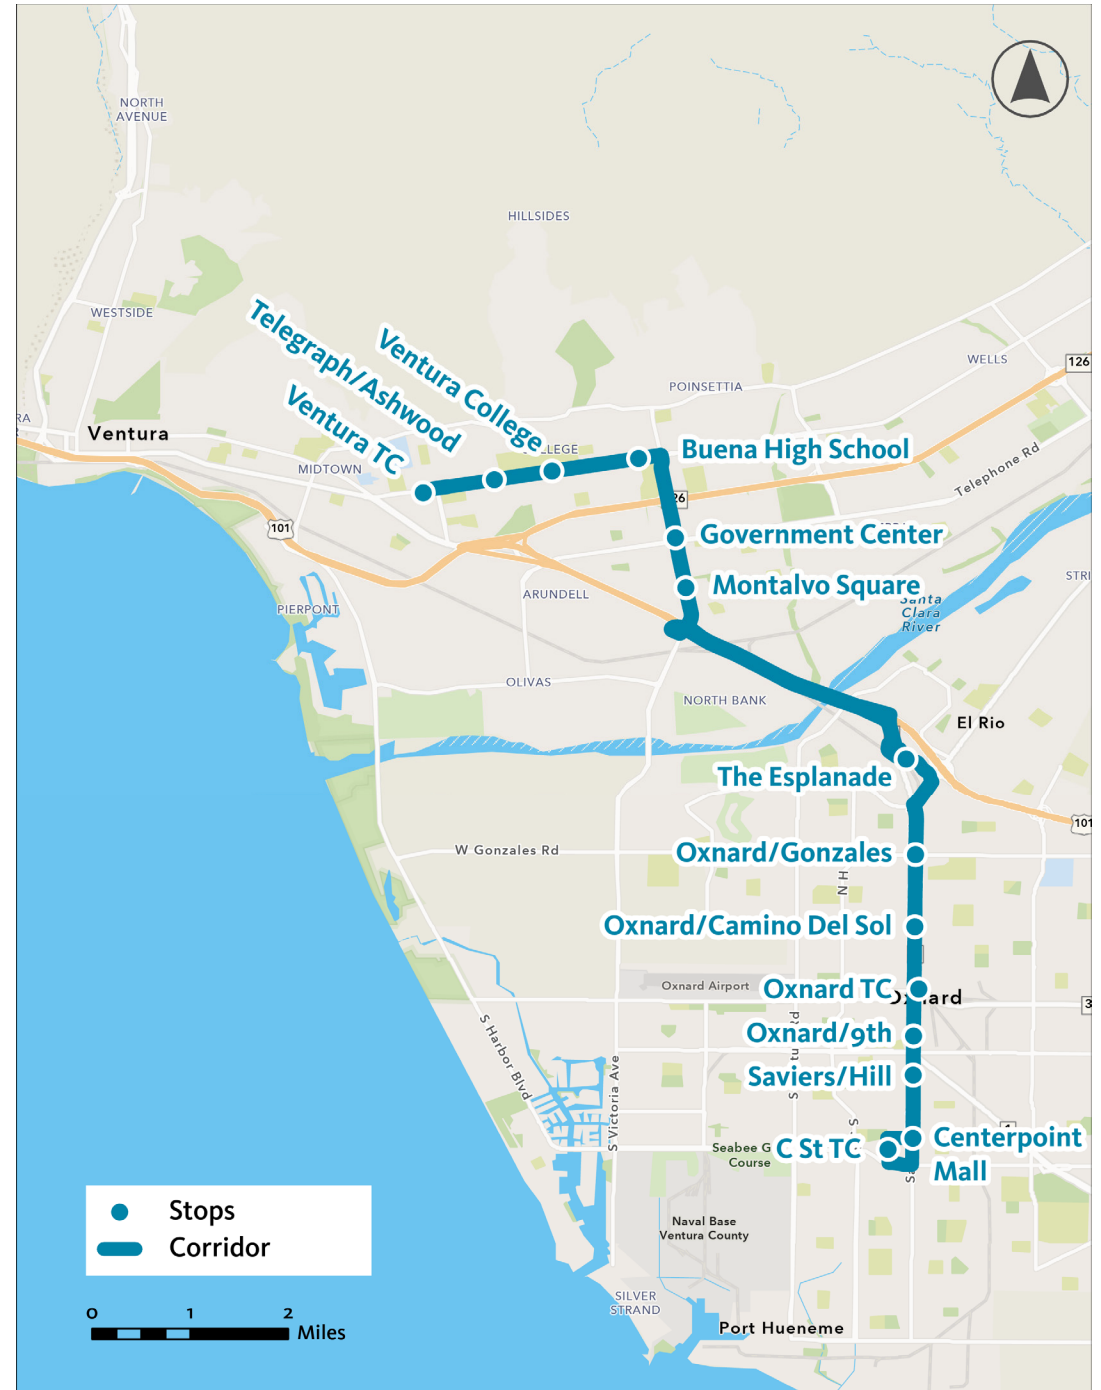 NORTH
AVENUE
HILLSIDES
WESTSIDE
WELLS
126
POINSETTIA
Telegraph/Ashwood
Ventura College
Ventura TC
Ventura
MIDTOWN
Buena High School
Telephone Rd
26
101
Government Center
Montalvo Square
Santa
Clara
River
ARUNDELL
PIERPONT
OLIVAS
NORTH BANK
El Rio
The Esplanade
101
W Gonzales Rd
Oxnard/Gonzales
H N
Oxnard/Camino Del Sol
Oxnard Airport
Oxnard TC
Oxnard/9th
Saviers/Hill
S Harbor Blvd
S Victoria Ave
Seabee G
Course
C St TC
Centerpoint
Mall
Naval Base
Ventura County
SILVER
STRAND
Port Hueneme
Stops
Corridor
0 1 2
Miles